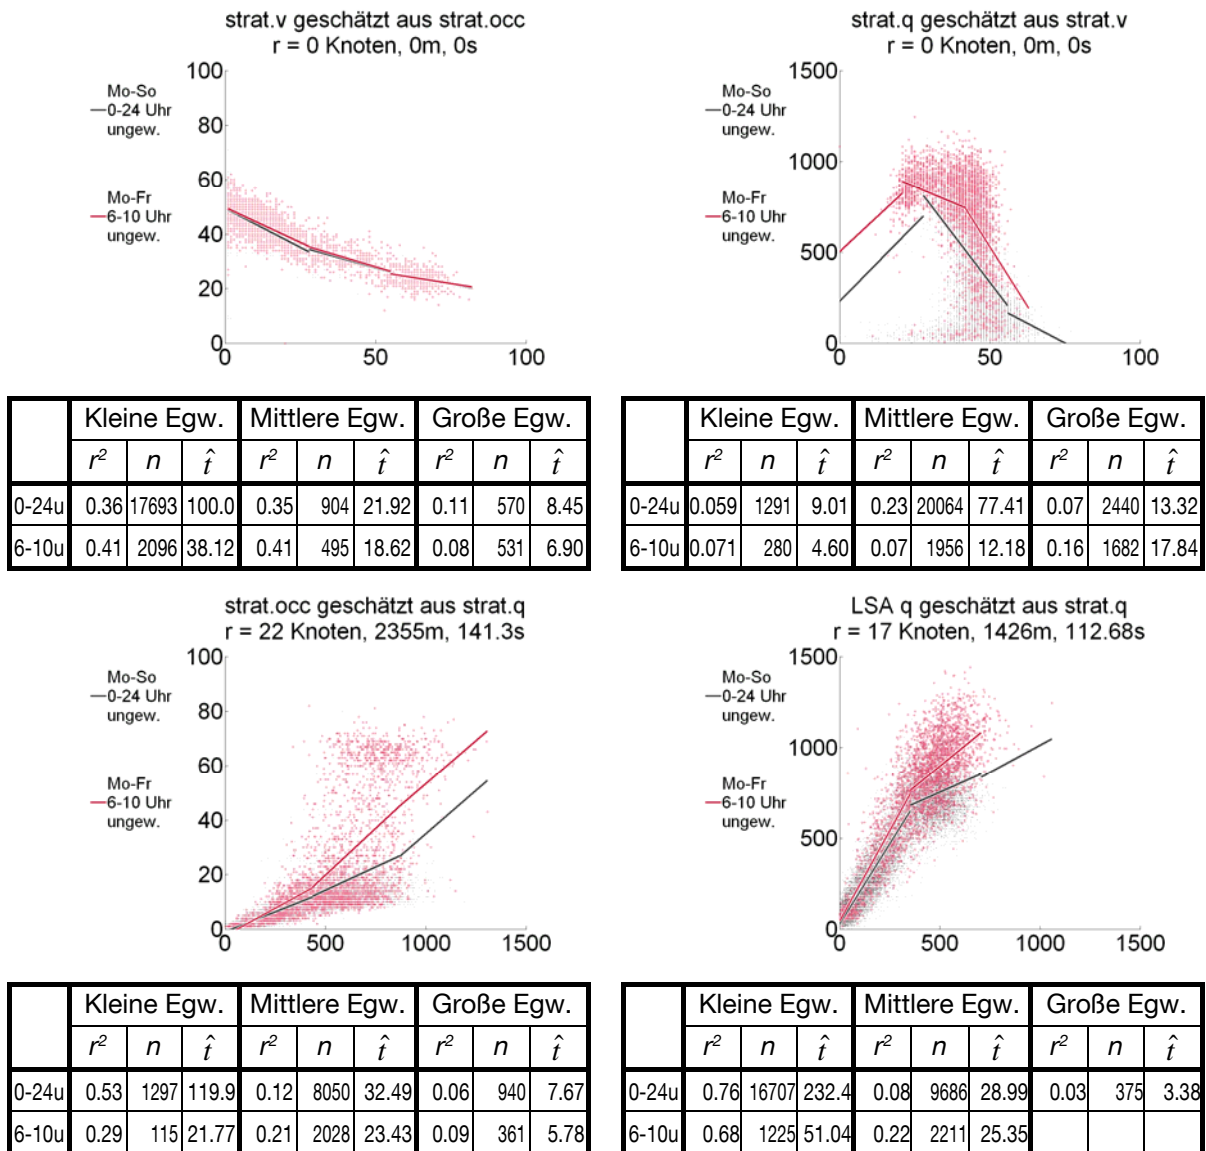 strat.v geschätzt aus strat.occ
r = 0 Knoten, 0m, 0s
Mo-So
0-24 Uhr
ungew.
Mo-Fr
6-10 Uhr
ungew.
100
80
60
40
20
0
0 50 100
strat.q geschätzt aus strat.v
r = 0 Knoten, 0m, 0s
Mo-So
0-24 Uhr
ungew.
Mo-Fr
6-10 Uhr
ungew.
1500
1000
500
0
0 50 100
Kleine Egw. Mittlere Egw. Große Egw.
r² n t̂ r² n t̂ r² n t̂
0-24u 0.36 17693 100.0 0.35 904 21.92 0.11 570 8.45
6-10u 0.41 2096 38.12 0.41 495 18.62 0.08 531 6.90
Kleine Egw. Mittlere Egw. Große Egw.
r² n t̂ r² n t̂ r² n t̂
0-24u 0.059 1291 9.01 0.23 20064 77.41 0.07 2440 13.32
6-10u 0.071 280 4.60 0.07 1956 12.18 0.16 1682 17.84
strat.occ geschätzt aus strat.q
r = 22 Knoten, 2355m, 141.3s
Mo-So
0-24 Uhr
ungew.
Mo-Fr
6-10 Uhr
ungew.
100
80
60
40
20
0
0 500 1000 1500
LSA q geschätzt aus strat.q
r = 17 Knoten, 1426m, 112.68s
Mo-So
0-24 Uhr
ungew.
Mo-Fr
6-10 Uhr
ungew.
1500
1000
500
0
0 500 1000 1500
Kleine Egw. Mittlere Egw. Große Egw.
r² n t̂ r² n t̂ r² n t̂
0-24u 0.53 1297 119.9 0.12 8050 32.49 0.06 940 7.67
6-10u 0.29 115 21.77 0.21 2028 23.43 0.09 361 5.78
Kleine Egw. Mittlere Egw. Große Egw.
r² n t̂ r² n t̂ r² n t̂
0-24u 0.76 16707 232.4 0.08 9686 28.99 0.03 375 3.38
6-10u 0.68 1225 51.04 0.22 2211 25.35